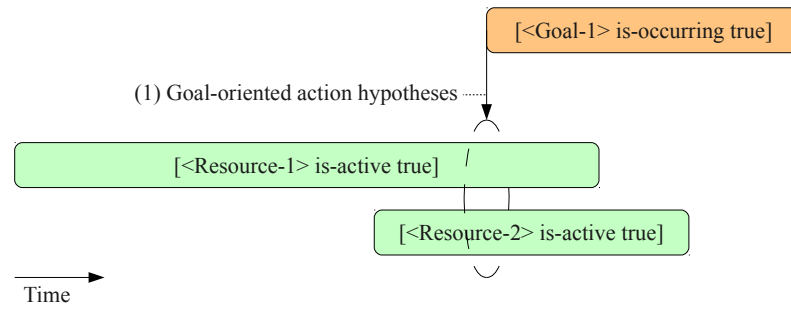 [<Goal-1> is-occurring true]
(1) Goal-oriented action hypotheses
[<Resource-1> is-active true]
[<Resource-2> is-active true]
Time